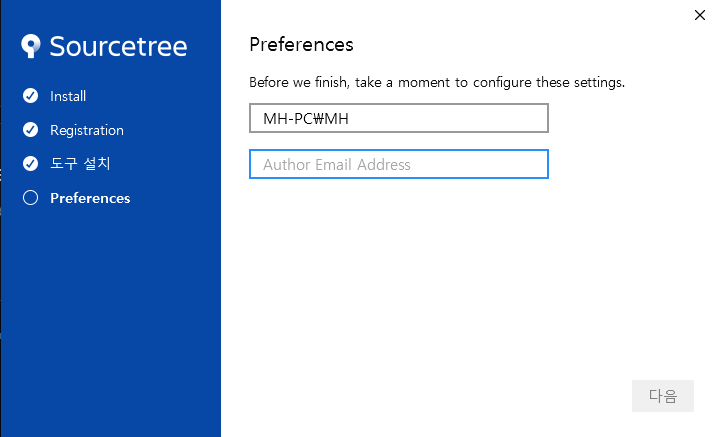 Sourcetree
Install
Registration
도구 설치
Preferences
Preferences
Before we finish, take a moment to configure these settings.
MH-PC₩MH
Author Email Address
다음